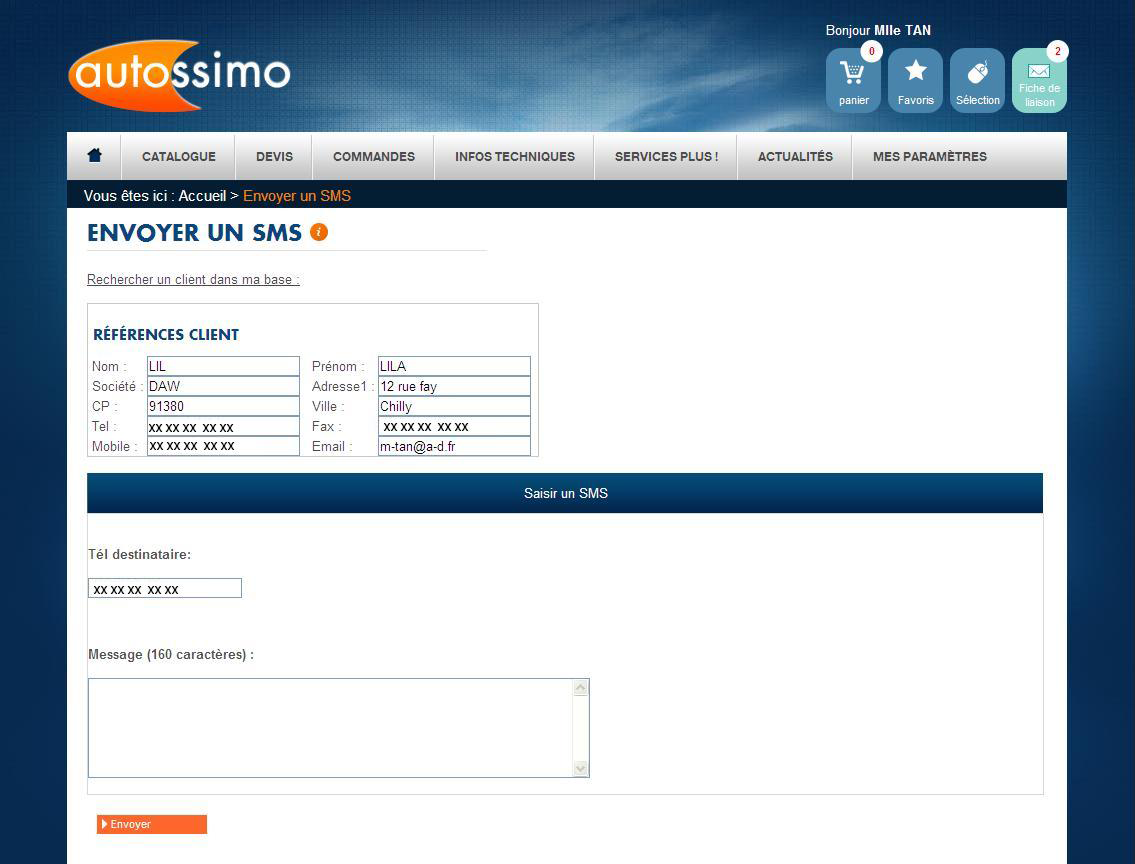 Bonjour Mlle TAN
autossimo
0
2
panier
Favoris
Sélection
Fiche de
liaison
CATALOGUE DEVIS COMMANDES INFOS TECHNIQUES SERVICES PLUS ! ACTUALITÉS MES PARAMÈTRES
Vous êtes ici : Accueil > Envoyer un SMS
ENVOYER UN SMS i
Rechercher un client dans ma base :
RÉFÉRENCES CLIENT
Nom : LIL Prénom : LILA
Société : DAW Adresse1 : 12 rue fay
CP : 91380 Ville : Chilly
Tel : xx xx xx xx xx Fax : xx xx xx xx xx
Mobile : xx xx xx xx xx Email : m-tan@a-d.fr
Saisir un SMS
Tél destinataire:
xx xx xx xx xx
Message (160 caractères) :
Envoyer